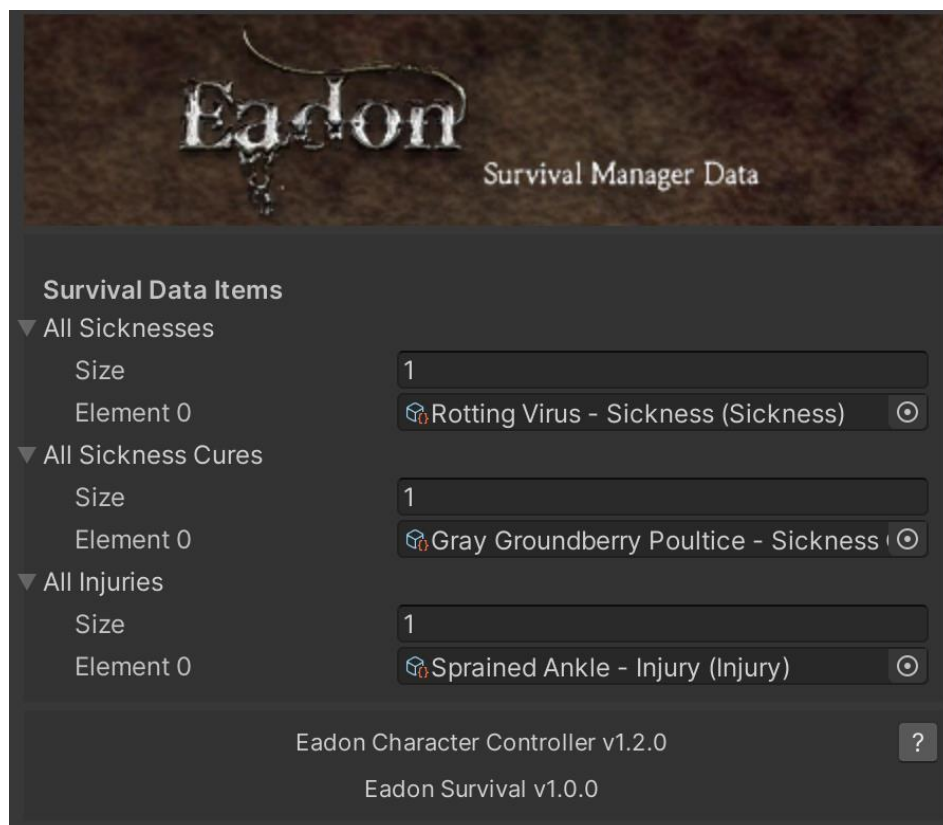 Eadon
Survival Manager Data
Survival Data Items
All Sicknesses
Size 1
Element 0 Rotting Virus - Sickness (Sickness)
All Sickness Cures
Size 1
Element 0 Gray Groundberry Poultice - Sickness
All Injuries
Size 1
Element 0 Sprained Ankle - Injury (Injury)
Eadon Character Controller v1.2.0 ?
Eadon Survival v1.0.0